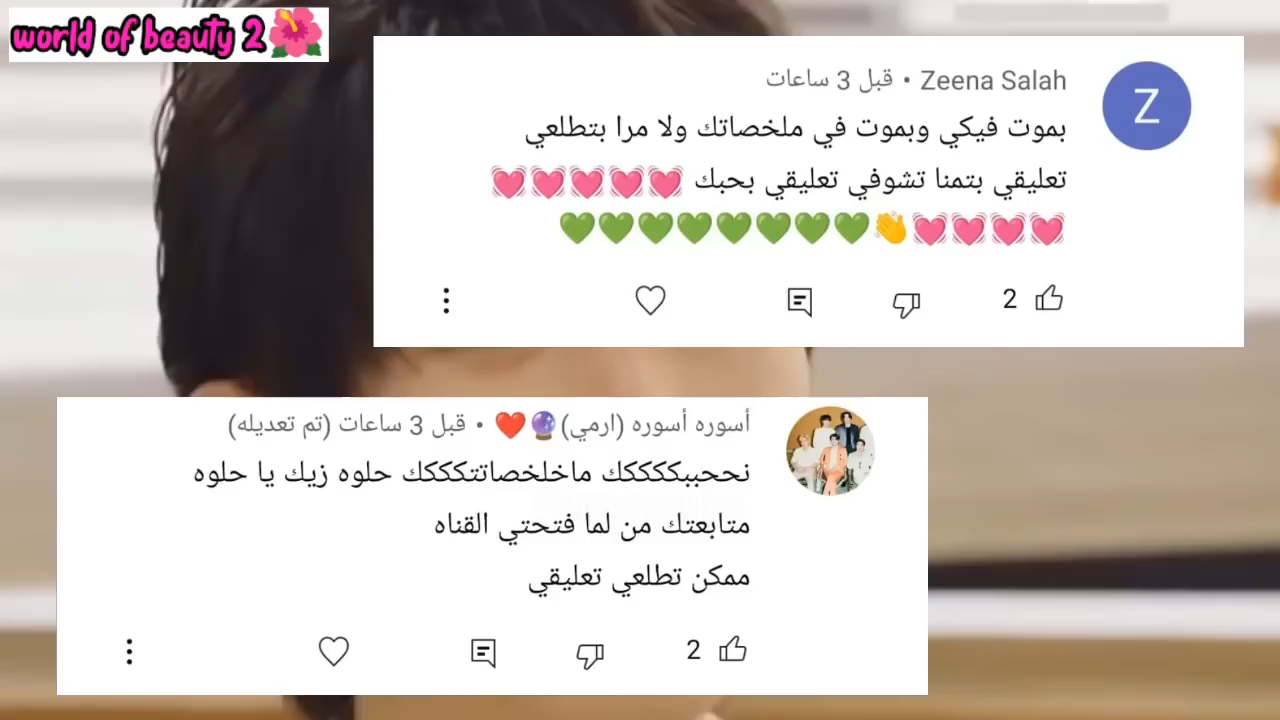 world of beauty 2🌺
Zeena Salah • قبل 3 ساعات
Z
بموت فيكي وبموت في ملخصاتك ولا مرا بتطلعي
تعليقي بتمنا تشوفي تعليقي بحبك 💓💓💓💓💓
💓💓💓💓👏💚💚💚💚💚💚💚💚
2
أسوره أسوره (ارمي)🔮❤️ • قبل 3 ساعات (تم تعديله)
نححببككككك ماخلخصاتتكككك حلوه زيك يا حلوه
متابعتك من لما فتحتي القناه
ممكن تطلعي تعليقي
2